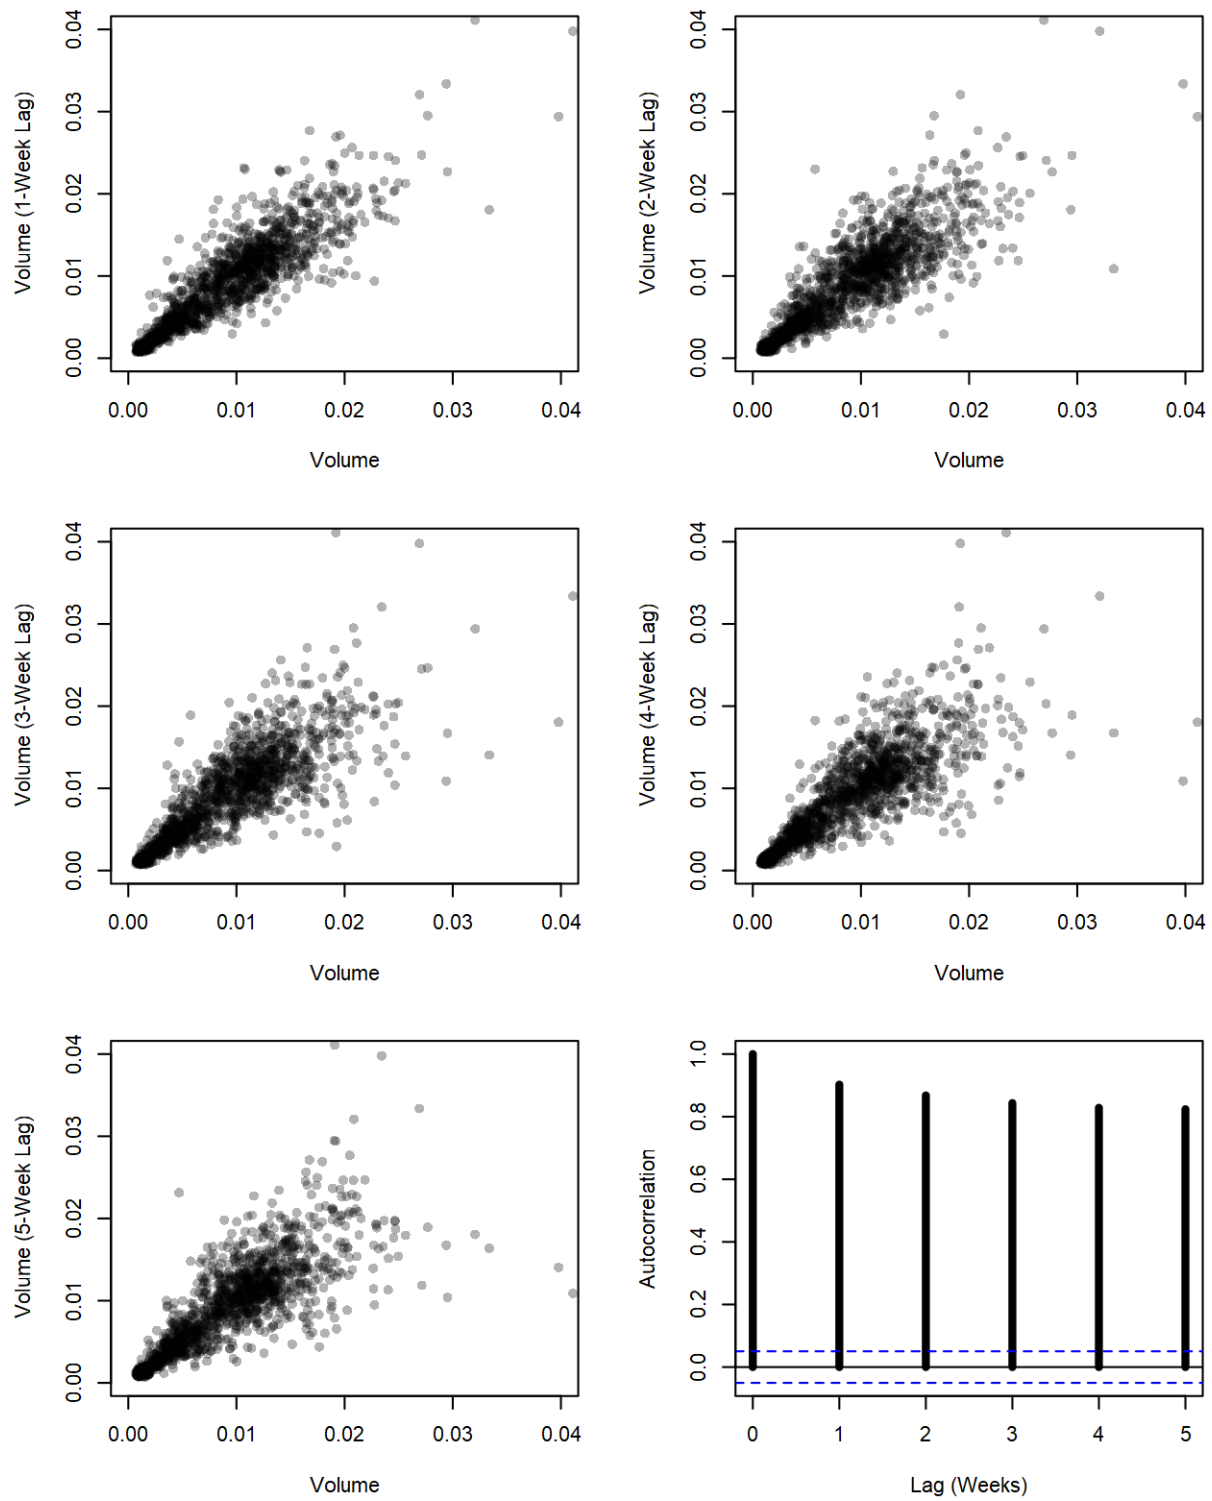 Volume (1-Week Lag)
0.00 0.01 0.02 0.03 0.04
0.00 0.01 0.02 0.03 0.04
Volume
Volume (2-Week Lag)
0.00 0.01 0.02 0.03 0.04
0.00 0.01 0.02 0.03 0.04
Volume
Volume (3-Week Lag)
0.00 0.01 0.02 0.03 0.04
0.00 0.01 0.02 0.03 0.04
Volume
Volume (4-Week Lag)
0.00 0.01 0.02 0.03 0.04
0.00 0.01 0.02 0.03 0.04
Volume
Volume (5-Week Lag)
0.00 0.01 0.02 0.03 0.04
0.00 0.01 0.02 0.03 0.04
Volume
Autocorrelation
0.0 0.2 0.4 0.6 0.8 1.0
0 1 2 3 4 5
Lag (Weeks)